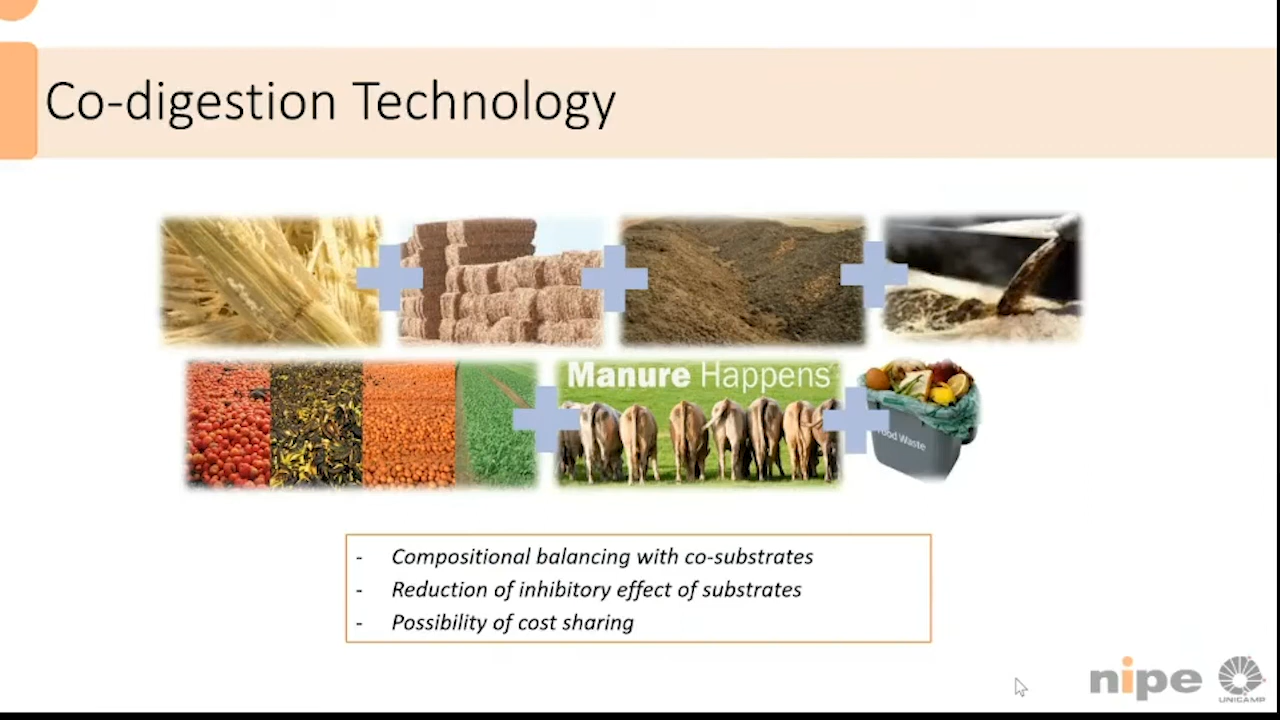 Co-digestion Technology
Manure Happens
Food Waste
- Compositional balancing with co-substrates
- Reduction of inhibitory effect of substrates
- Possibility of cost sharing
nipe
UNICAMP